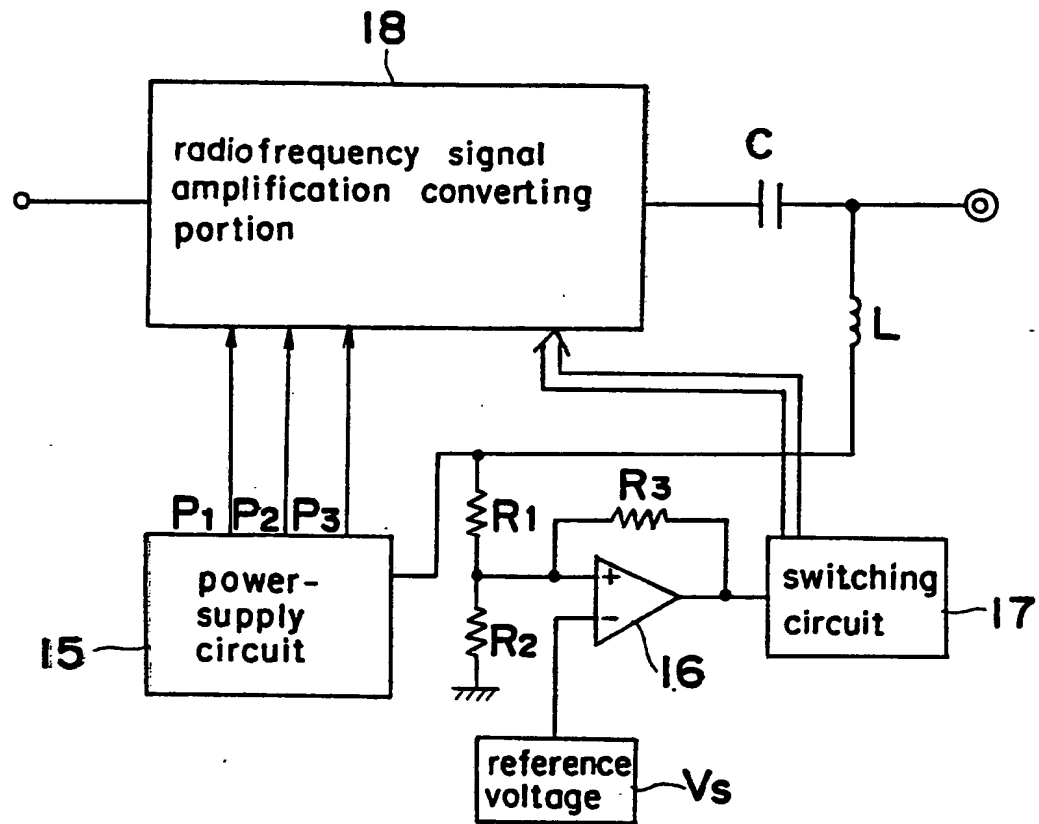 18
radiofrequency signal
amplification converting
portion
C
L
P1 P2 P3
R1
R3
power-
supply
circuit
15
R2
+
-
16
switching
circuit
17
reference
voltage
Vs